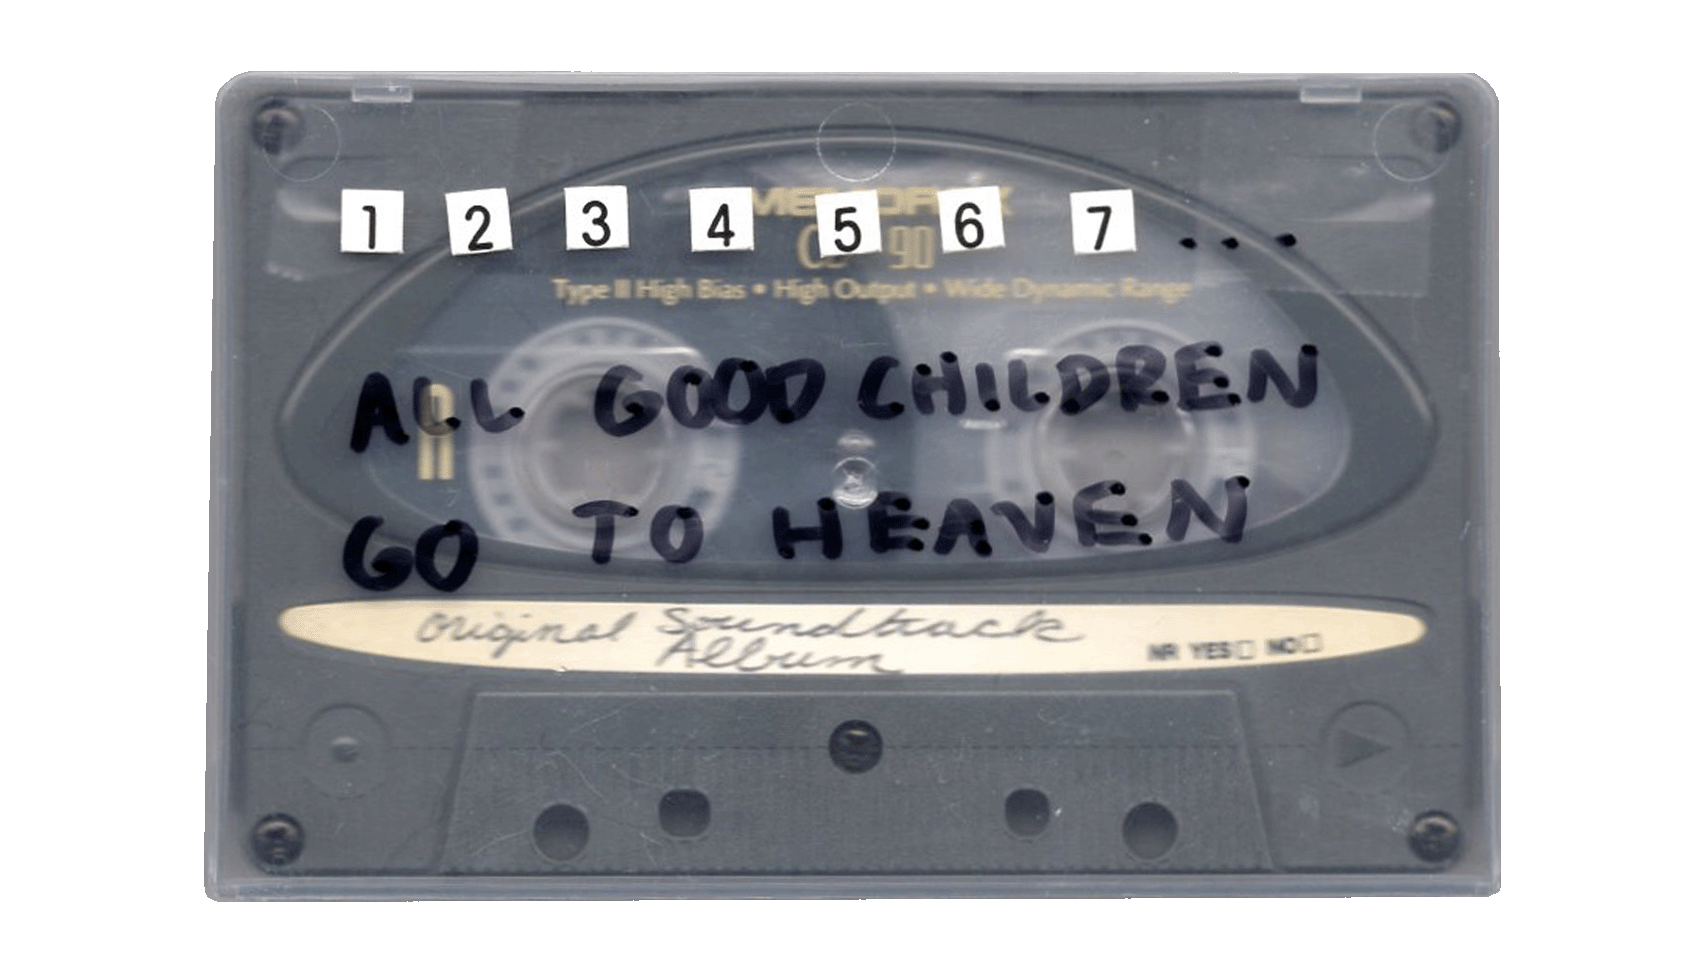 1 2 3 4 5 6 7 ...
90
Type II High Bias • High Output • Wide Dynamic Range
ALL GOOD CHILDREN
GO TO HEAVEN
Original Soundtrack
Album
NR YES□ NO□